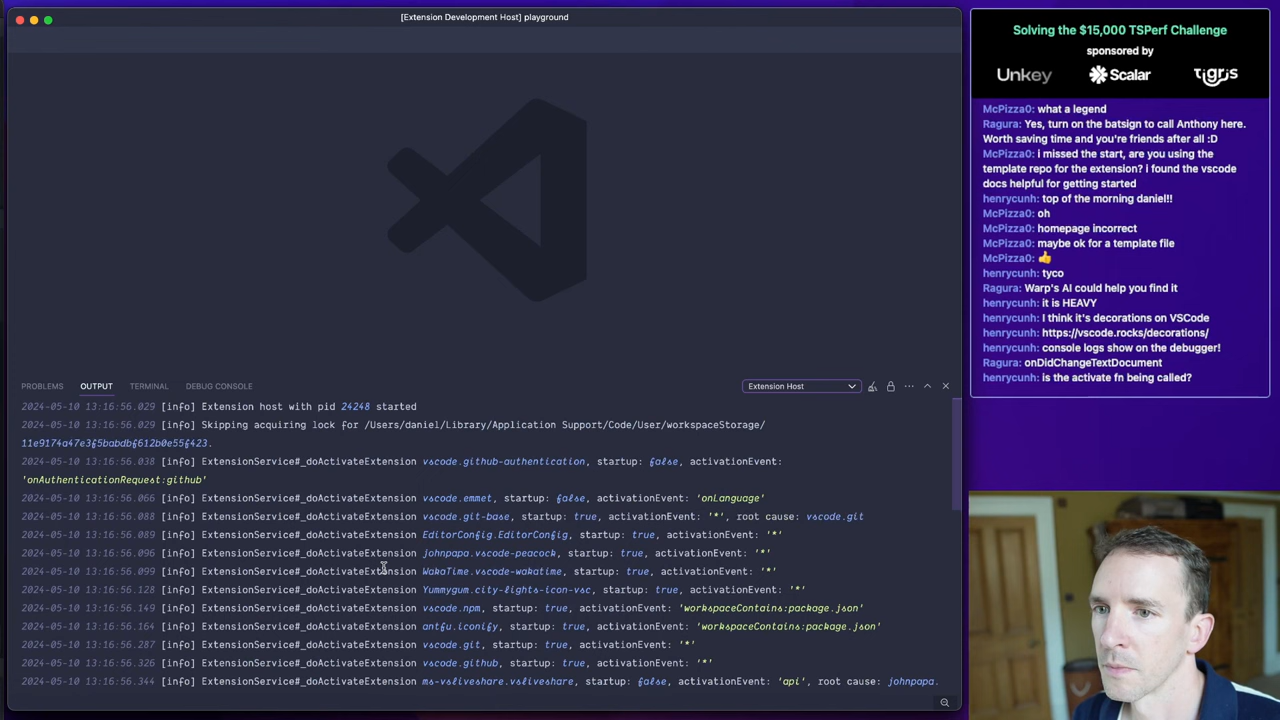 [Extension Development Host] playground
PROBLEMS OUTPUT TERMINAL DEBUG CONSOLE
Extension Host
2024-05-10 13:16:56.029 [info] Extension host with pid 24248 started
2024-05-10 13:16:56.029 [info] Skipping acquiring lock for /Users/daniel/Library/Application Support/Code/User/workspaceStorage/
11e9174a47e3f5babdbf612b0e55f423.
2024-05-10 13:16:56.038 [info] ExtensionService#_doActivateExtension vscode.github-authentication, startup: false, activationEvent:
'onAuthenticationRequest:github'
2024-05-10 13:16:56.066 [info] ExtensionService#_doActivateExtension vscode.emmet, startup: false, activationEvent: 'onLanguage'
2024-05-10 13:16:56.088 [info] ExtensionService#_doActivateExtension vscode.git-base, startup: true, activationEvent: '*', root cause: vscode.git
2024-05-10 13:16:56.089 [info] ExtensionService#_doActivateExtension EditorConfig.EditorConfig, startup: true, activationEvent: '*'
2024-05-10 13:16:56.096 [info] ExtensionService#_doActivateExtension johnpapa.vscode-peacock, startup: true, activationEvent: '*'
2024-05-10 13:16:56.099 [info] ExtensionService#_doActivateExtension WakaTime.vscode-wakatime, startup: true, activationEvent: '*'
2024-05-10 13:16:56.128 [info] ExtensionService#_doActivateExtension Yummygum.city-lights-icon-vsc, startup: true, activationEvent: '*'
2024-05-10 13:16:56.149 [info] ExtensionService#_doActivateExtension vscode.npm, startup: true, activationEvent: 'workspaceContains:package.json'
2024-05-10 13:16:56.164 [info] ExtensionService#_doActivateExtension antfu.iconify, startup: true, activationEvent: 'workspaceContains:package.json'
2024-05-10 13:16:56.287 [info] ExtensionService#_doActivateExtension vscode.git, startup: true, activationEvent: '*'
2024-05-10 13:16:56.326 [info] ExtensionService#_doActivateExtension vscode.github, startup: true, activationEvent: '*'
2024-05-10 13:16:56.344 [info] ExtensionService#_doActivateExtension ms-vsliveshare.vsliveshare, startup: false, activationEvent: 'api', root cause: johnpapa.
Solving the $15,000 TSPerf Challenge
sponsored by
Unkey Scalar tigris
McPizza0: what a legend
Ragura: Yes, turn on the batsign to call Anthony here.
Worth saving time and you're friends after all :D
McPizza0: i missed the start, are you using the
template repo for the extension? i found the vscode
docs helpful for getting started
henrycunh: top of the morning daniel!!
McPizza0: oh
McPizza0: homepage incorrect
McPizza0: maybe ok for a template file
McPizza0: 👍
henrycunh: tyco
Ragura: Warp's AI could help you find it
henrycunh: it is HEAVY
henrycunh: I think it's decorations on VSCode
henrycunh: https://vscode.rocks/decorations/
henrycunh: console logs show on the debugger!
Ragura: onDidChangeTextDocument
henrycunh: is the activate fn being called?